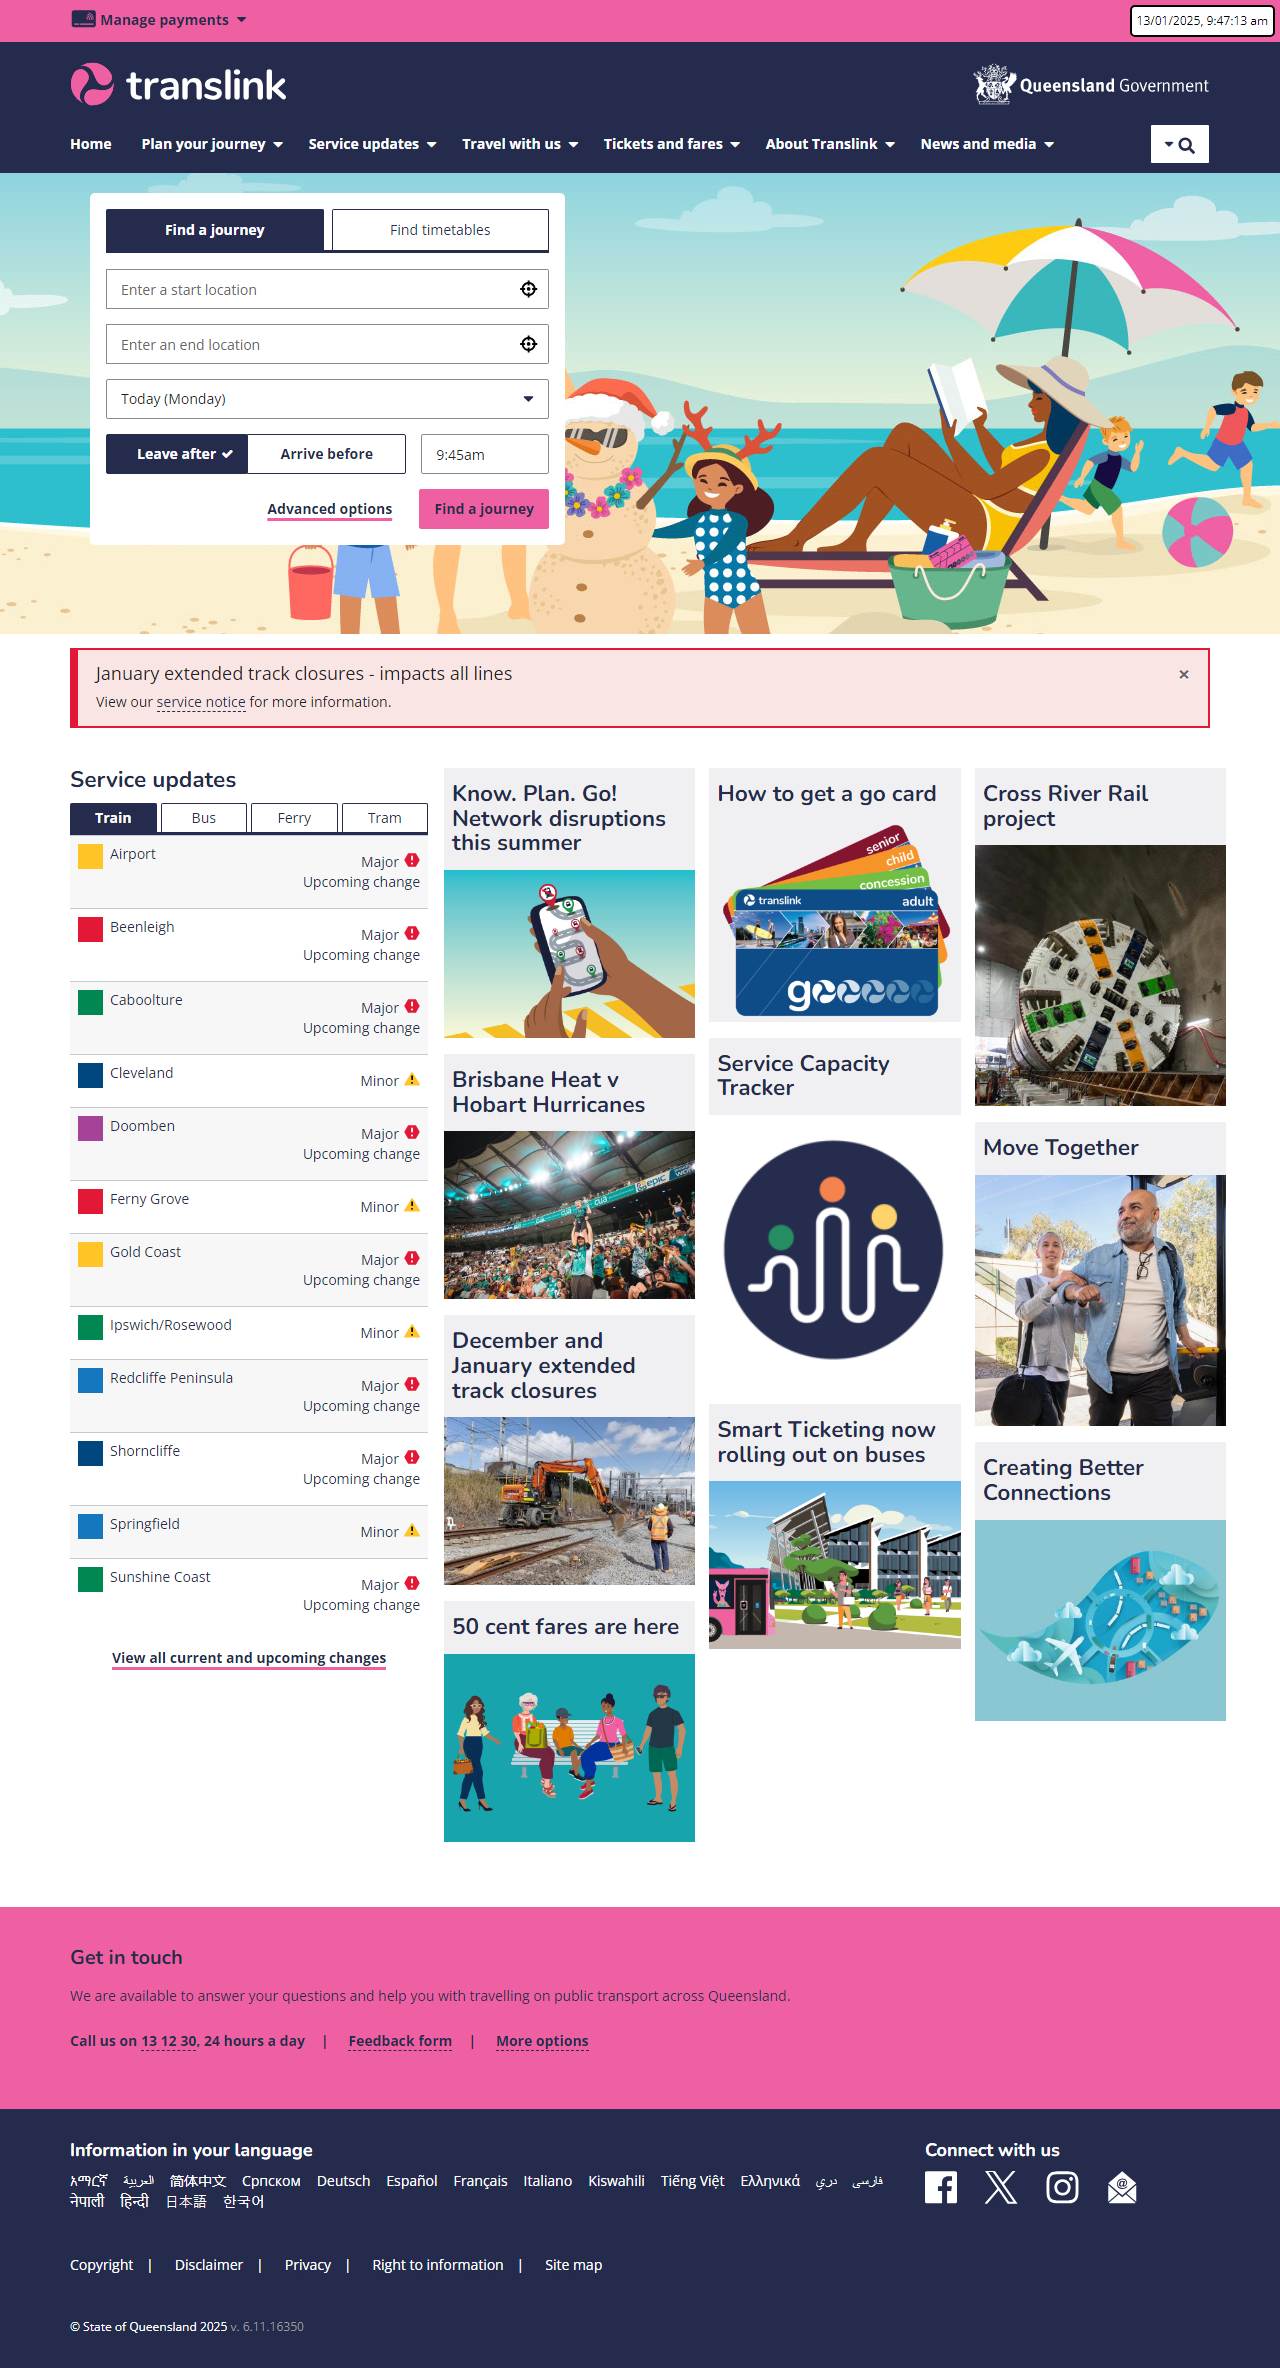 Manage payments
13/01/2025, 9:47:13 am
translink
Queensland Government
Home Plan your journey Service updates Travel with us Tickets and fares About Translink News and media
Find a journey Find timetables
Enter a start location
Enter an end location
Today (Monday)
Leave after Arrive before 9:45am
Advanced options Find a journey
January extended track closures - impacts all lines
×
View our service notice for more information.
Service updates
Train Bus Ferry Tram
Airport
Major
Upcoming change
Beenleigh
Major
Upcoming change
Caboolture
Major
Upcoming change
Cleveland
Minor
Doomben
Major
Upcoming change
Ferny Grove
Minor
Gold Coast
Major
Upcoming change
Ipswich/Rosewood
Minor
Redcliffe Peninsula
Major
Upcoming change
Shorncliffe
Major
Upcoming change
Springfield
Minor
Sunshine Coast
Major
Upcoming change
View all current and upcoming changes
Know. Plan. Go!
Network disruptions
this summer
Brisbane Heat v
Hobart Hurricanes
epic
cua
December and
January extended
track closures
50 cent fares are here
How to get a go card
senior
child
concession
translink adult
go
Service Capacity
Tracker
Smart Ticketing now
rolling out on buses
Cross River Rail
project
Move Together
Creating Better
Connections
Get in touch
We are available to answer your questions and help you with travelling on public transport across Queensland.
Call us on 13 12 30, 24 hours a day | Feedback form | More options
Information in your language
አማርኛ العربية 简体中文 Српском Deutsch Español Français Italiano Kiswahili Tiếng Việt Ελληνικά دری فارسی
नेपाली हिन्दी 日本語 한국어
Connect with us
Copyright | Disclaimer | Privacy | Right to information | Site map
© State of Queensland 2025 v. 6.11.16350